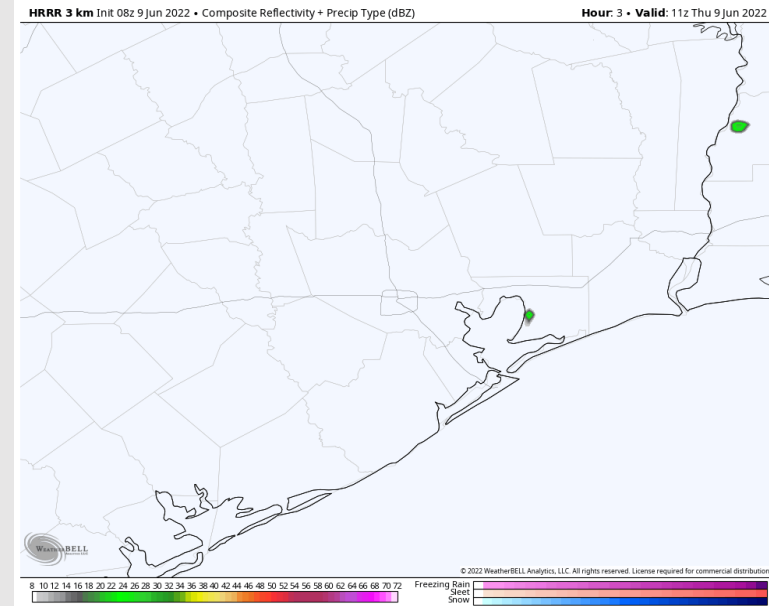 HRRR 3 km Init 08z 9 Jun 2022 • Composite Reflectivity + Precip Type (dBZ) Hour: 3 • Valid: 11z Thu 9 Jun 2022
WeatherBELL
© 2022 WeatherBELL Analytics, LLC. All rights reserved. License required for commercial distribution
8 10 12 14 16 18 20 22 24 26 28 30 32 34 36 38 40 42 44 46 48 50 52 54 56 58 60 62 64 66 68 70 72
Freezing Rain
Sleet
Snow